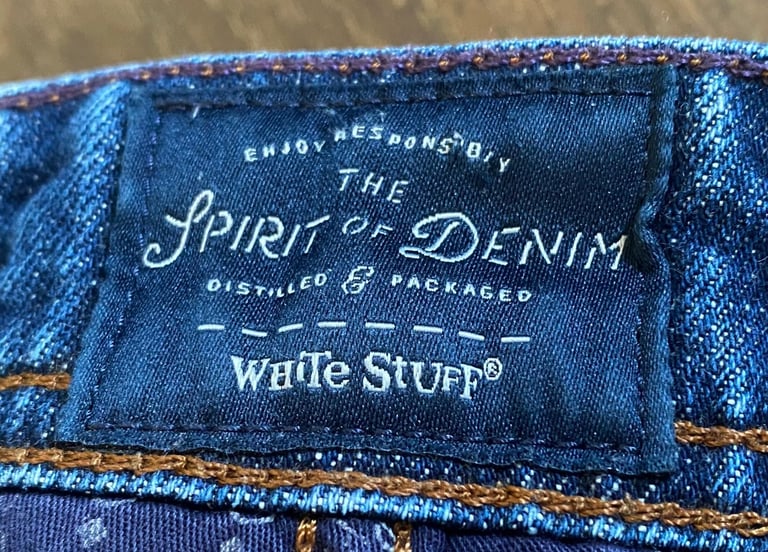 ENJOY RESPONSIBLY
THE
SPIRIT OF DENIM
DISTILLED & PACKAGED
WHiTe StUFF®